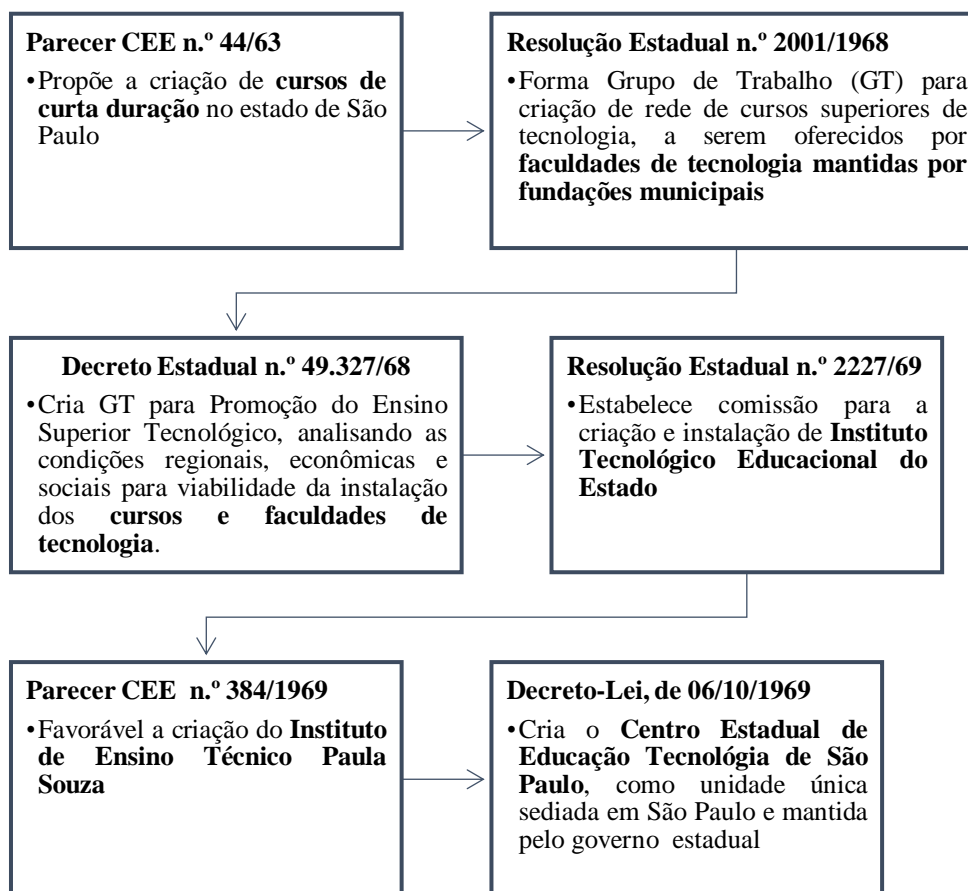 Parecer CEE n.º 44/63
•Propõe a criação de cursos de
curta duração no estado de São
Paulo
Resolução Estadual n.º 2001/1968
•Forma Grupo de Trabalho (GT) para
criação de rede de cursos superiores de
tecnologia, a serem oferecidos por
faculdades de tecnologia mantidas por
fundações municipais
Decreto Estadual n.º 49.327/68
•Cria GT para Promoção do Ensino
Superior Tecnológico, analisando as
condições regionais, econômicas e
sociais para viabilidade da instalação
dos cursos e faculdades de
tecnologia.
Resolução Estadual n.º 2227/69
•Estabelece comissão para a
criação e instalação de Instituto
Tecnológico Educacional do
Estado
Parecer CEE n.º 384/1969
•Favorável a criação do Instituto
de Ensino Técnico Paula
Souza
Decreto-Lei, de 06/10/1969
•Cria o Centro Estadual de
Educação Tecnológia de São
Paulo, como unidade única
sediada em São Paulo e mantida
pelo governo estadual